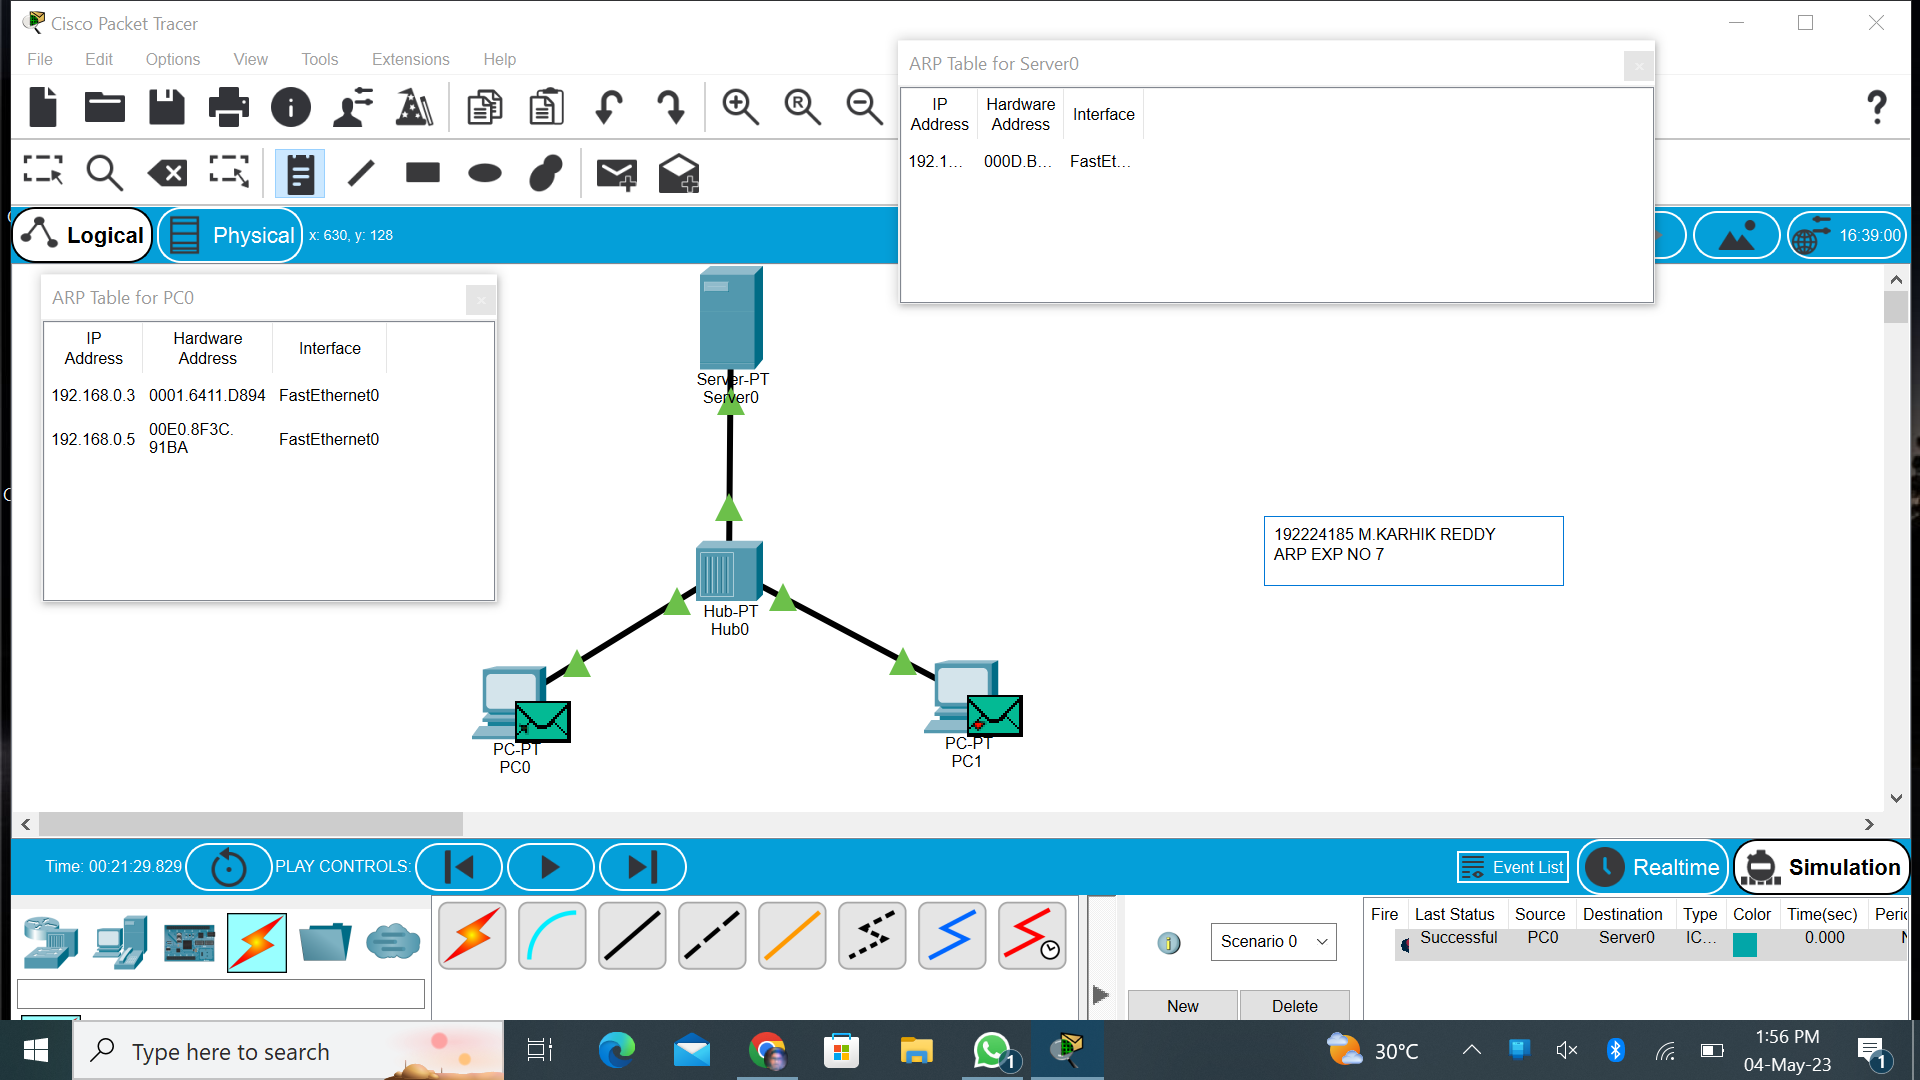 Cisco Packet Tracer
File Edit Options View Tools Extensions Help
ARP Table for Server0
IP Address Hardware Address Interface
192.1... 000D.B... FastEt...
Logical Physical x: 630, y: 128 16:39:00
ARP Table for PC0
IP Address Hardware Address Interface
192.168.0.3 0001.6411.D894 FastEthernet0
192.168.0.5 00E0.8F3C.91BA FastEthernet0
Server-PT
Server0
Hub-PT
Hub0
PC-PT
PC0
PC-PT
PC1
192224185 M.KARHIK REDDY
ARP EXP NO 7
Time: 00:21:29.829 PLAY CONTROLS: Event List Realtime Simulation
Scenario 0
New Delete
Fire Last Status Source Destination Type Color Time(sec) Peri
Successful PC0 Server0 IC... 0.000 N
Type here to search
1
30°C
1:56 PM
04-May-23
1